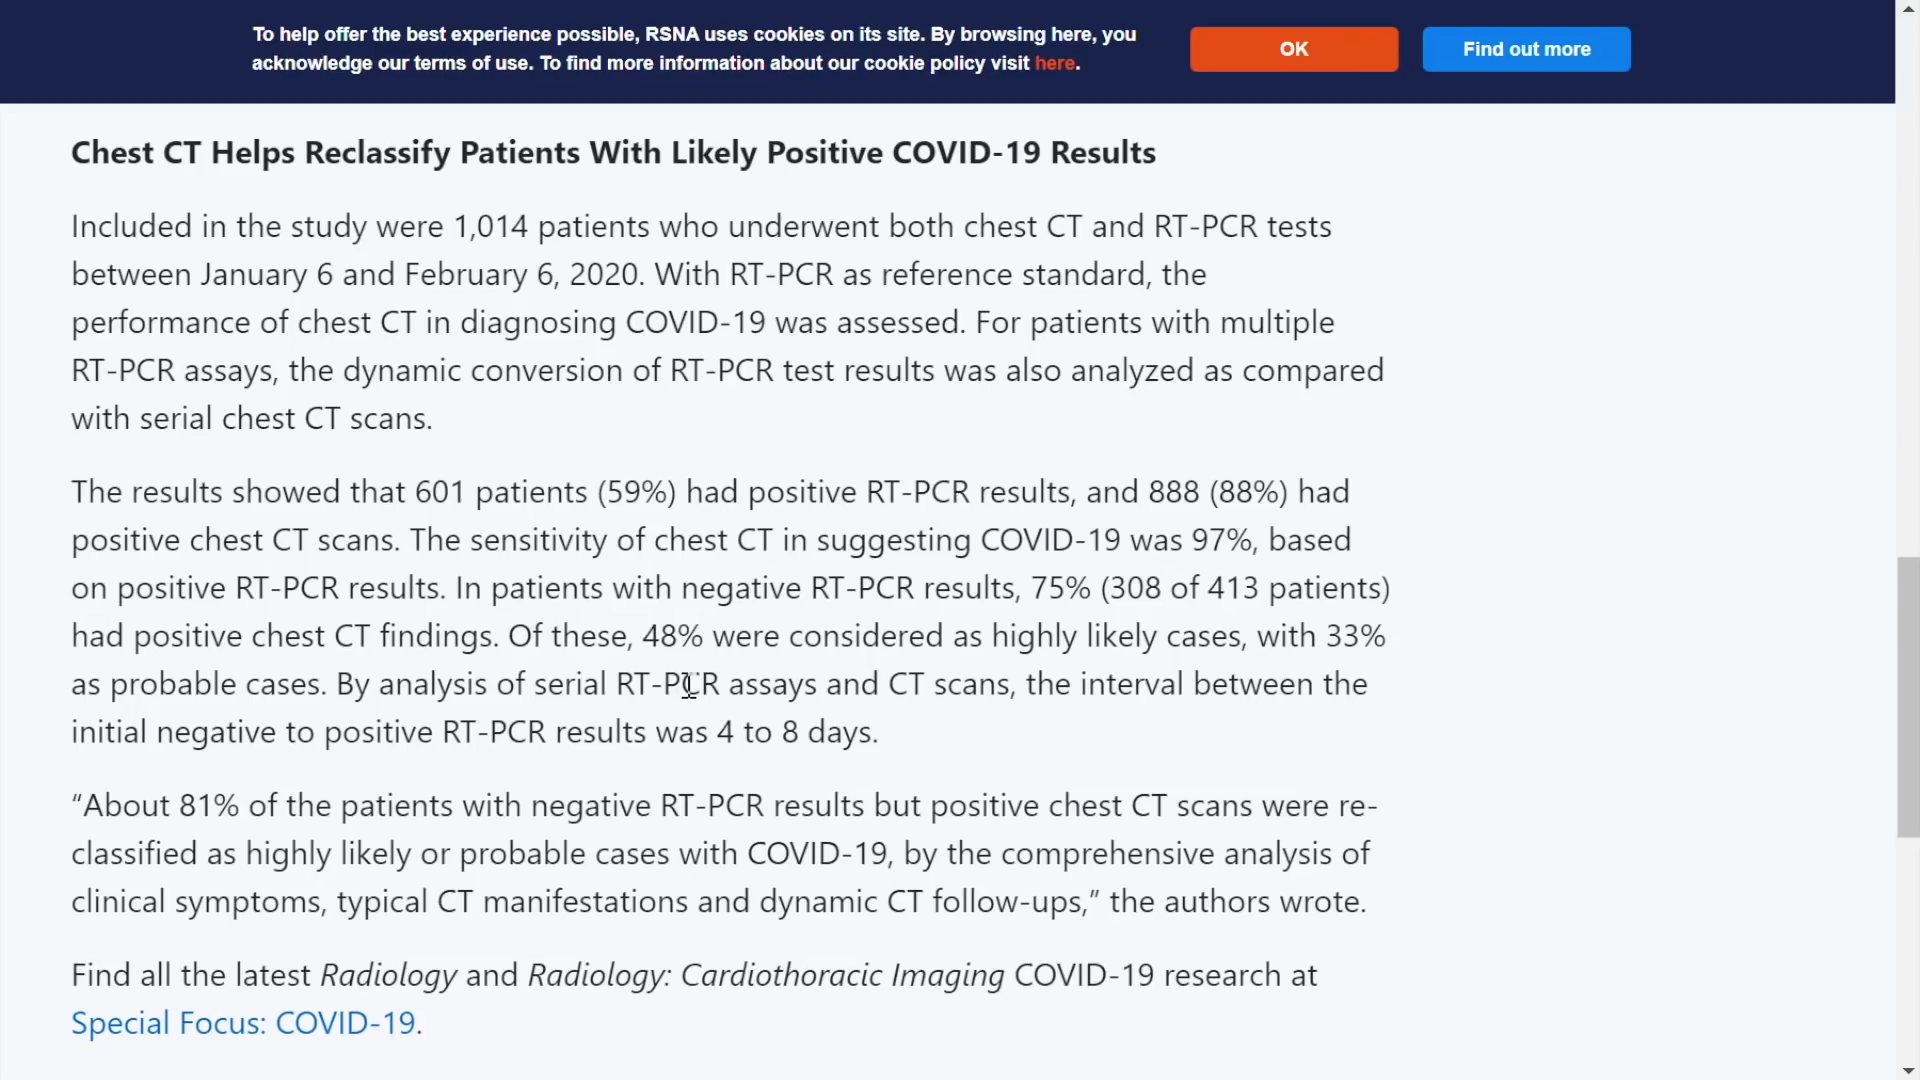 To help offer the best experience possible, RSNA uses cookies on its site. By browsing here, you
acknowledge our terms of use. To find more information about our cookie policy visit here.
OK
Find out more
Chest CT Helps Reclassify Patients With Likely Positive COVID-19 Results
Included in the study were 1,014 patients who underwent both chest CT and RT-PCR tests
between January 6 and February 6, 2020. With RT-PCR as reference standard, the
performance of chest CT in diagnosing COVID-19 was assessed. For patients with multiple
RT-PCR assays, the dynamic conversion of RT-PCR test results was also analyzed as compared
with serial chest CT scans.
The results showed that 601 patients (59%) had positive RT-PCR results, and 888 (88%) had
positive chest CT scans. The sensitivity of chest CT in suggesting COVID-19 was 97%, based
on positive RT-PCR results. In patients with negative RT-PCR results, 75% (308 of 413 patients)
had positive chest CT findings. Of these, 48% were considered as highly likely cases, with 33%
as probable cases. By analysis of serial RT-PCR assays and CT scans, the interval between the
initial negative to positive RT-PCR results was 4 to 8 days.
“About 81% of the patients with negative RT-PCR results but positive chest CT scans were re-
classified as highly likely or probable cases with COVID-19, by the comprehensive analysis of
clinical symptoms, typical CT manifestations and dynamic CT follow-ups,” the authors wrote.
Find all the latest Radiology and Radiology: Cardiothoracic Imaging COVID-19 research at
Special Focus: COVID-19.